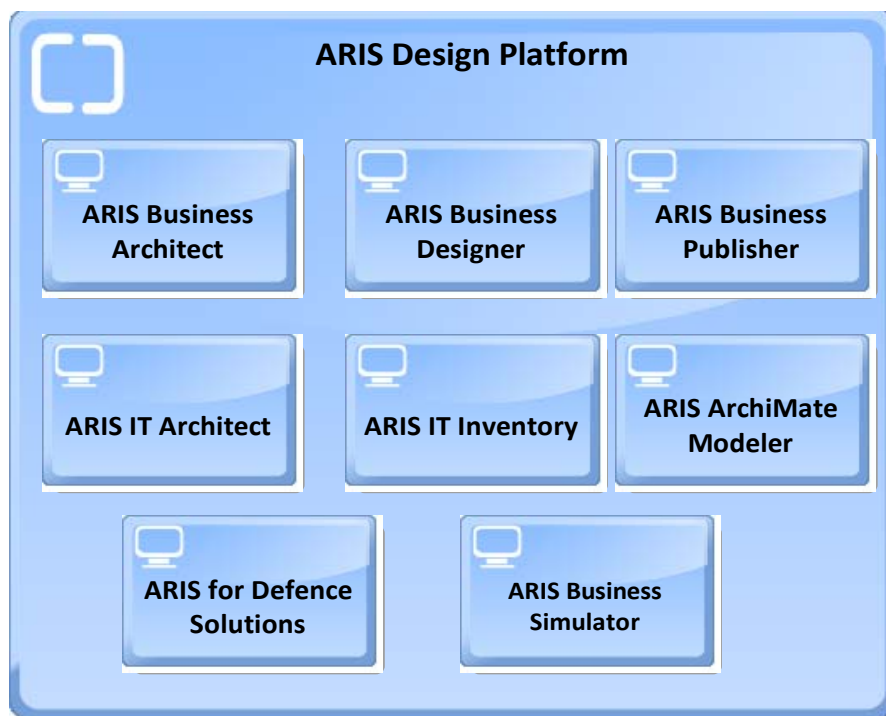 ARIS Design Platform
ARIS Business
Architect
ARIS Business
Designer
ARIS Business
Publisher
ARIS IT Architect
ARIS IT Inventory
ARIS ArchiMate
Modeler
ARIS for Defence
Solutions
ARIS Business
Simulator